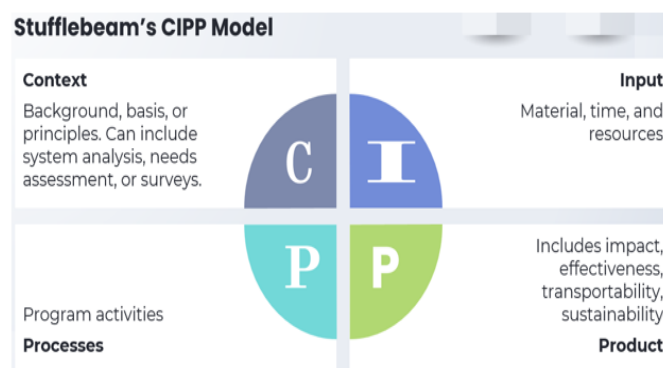 Stufflebeam's CIPP Model
Context
Background, basis, or
principles. Can include
system analysis, needs
assessment, or surveys.
Input
Material, time, and
resources
C
I
P
P
Program activities
Processes
Includes impact,
effectiveness,
transportability,
sustainability
Product